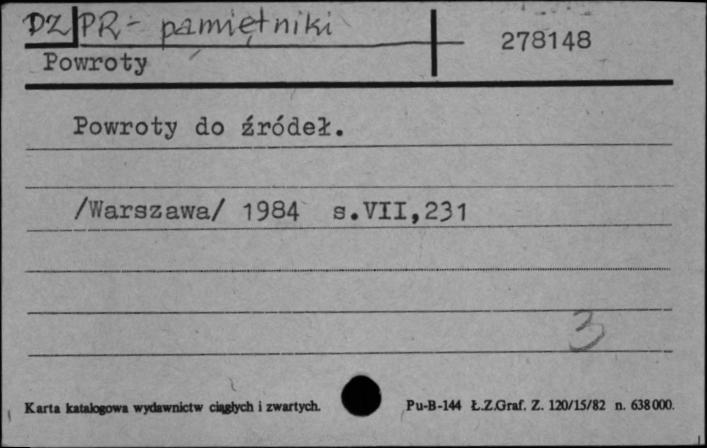 DZ PR - pamiętniki
278148
Powroty
Powroty do źródeł.
/Warszawa/ 1984 s.VII,231
3
Karta katalogowa wydawnictw ciągłych i zwartych.
Pu-B-144 Ł.Z.Graf. Z. 120/15/82 n. 638000.